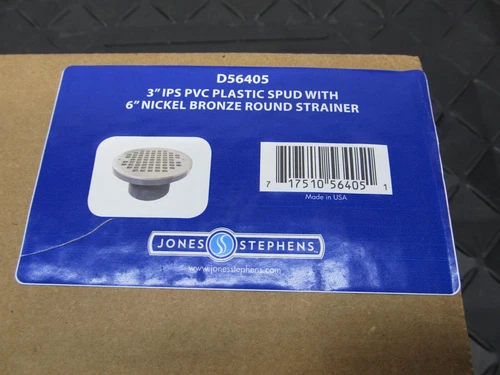 D56405
3" IPS PVC PLASTIC SPUD WITH
6" NICKEL BRONZE ROUND STRAINER
7 17510 56405 1
Made in USA
JONES STEPHENS™
www.jonesstephens.com